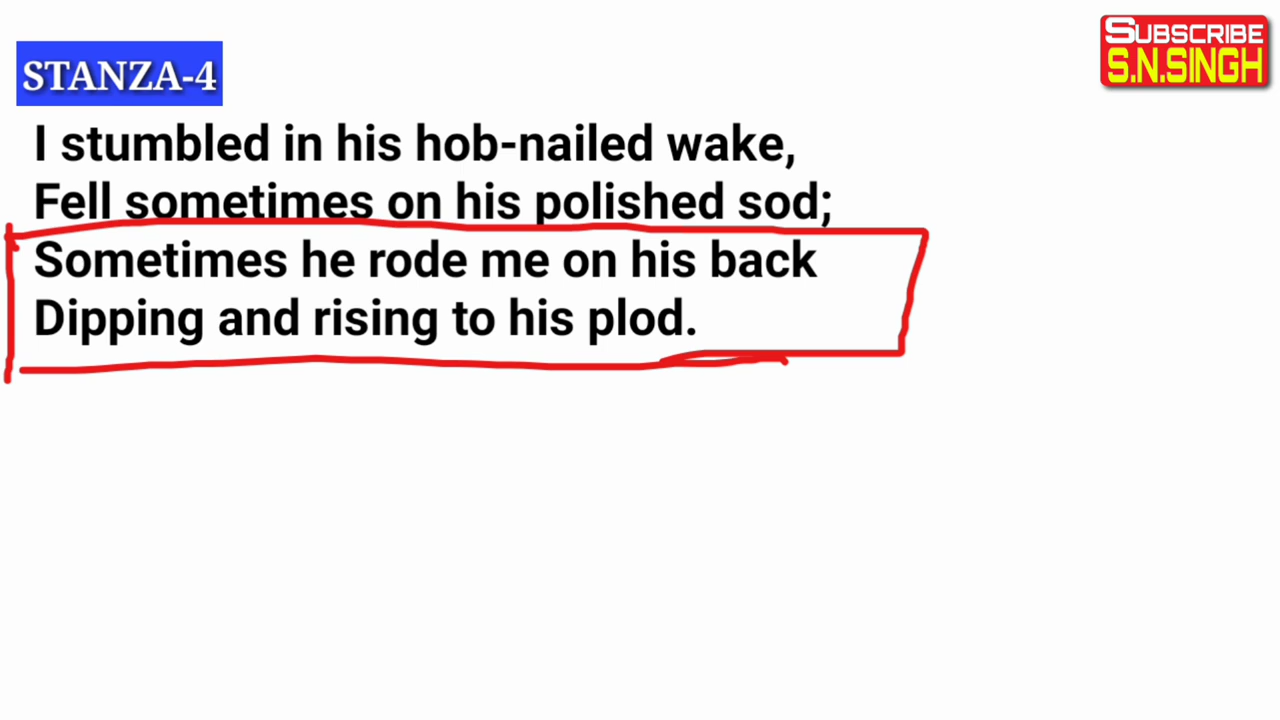 STANZA-4
SUBSCRIBE
S.N.SINGH
I stumbled in his hob-nailed wake,
Fell sometimes on his polished sod;
Sometimes he rode me on his back
Dipping and rising to his plod.